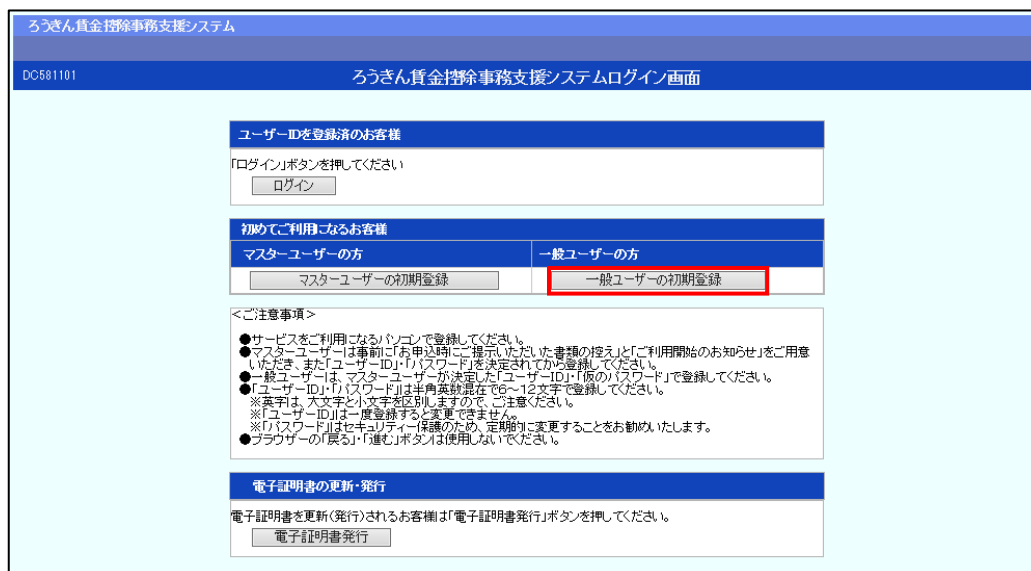 ろうきん賃金控除事務支援システム
DC581101
ろうきん賃金控除事務支援システムログイン画面
ユーザーIDを登録済のお客様
「ログイン」ボタンを押してください
ログイン
初めてご利用になるお客様
マスターユーザーの方
一般ユーザーの方
マスターユーザーの初期登録
一般ユーザーの初期登録
＜ご注意事項＞
●サービスをご利用になるパソコンで登録してください。
●マスターユーザーは事前に「お申込時にご提示いただいた書類の控え」と「ご利用開始のお知らせ」をご用意
いただき、また「ユーザーID」・「パスワード」を決定されてから登録してください。
●一般ユーザーは、マスターユーザーが決定した「ユーザーID」・「仮のパスワード」で登録してください。
●「ユーザーID」・「パスワード」は半角英数混在で6～12文字で登録してください。
※英字は、大文字と小文字を区別しますので、ご注意ください。
※「ユーザーID」は一度登録すると変更できません。
※「パスワード」はセキュリティー保護のため、定期的に変更することをお勧めいたします。
●ブラウザーの「戻る」・「進む」ボタンは使用しないでください。
電子証明書の更新・発行
電子証明書を更新（発行）されるお客様は「電子証明書発行」ボタンを押してください。
電子証明書発行